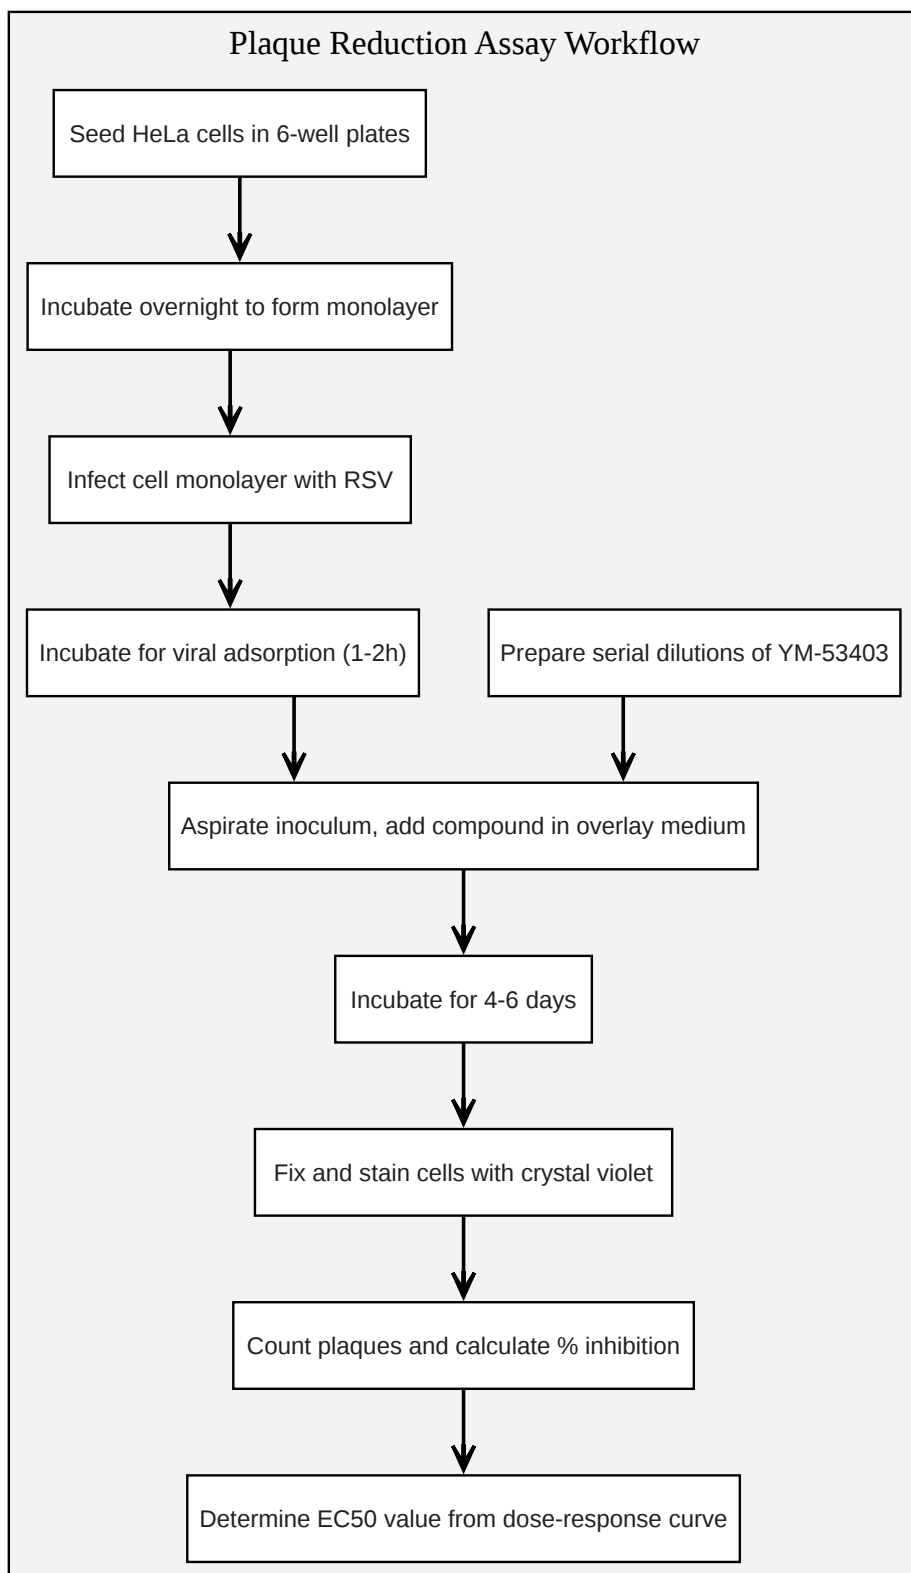 Plaque Reduction Assay Workflow
Seed HeLa cells in 6-well plates
Incubate overnight to form monolayer
Infect cell monolayer with RSV
Incubate for viral adsorption (1-2h)
Prepare serial dilutions of YM-53403
Aspirate inoculum, add compound in overlay medium
Incubate for 4-6 days
Fix and stain cells with crystal violet
Count plaques and calculate % inhibition
Determine EC50 value from dose-response curve